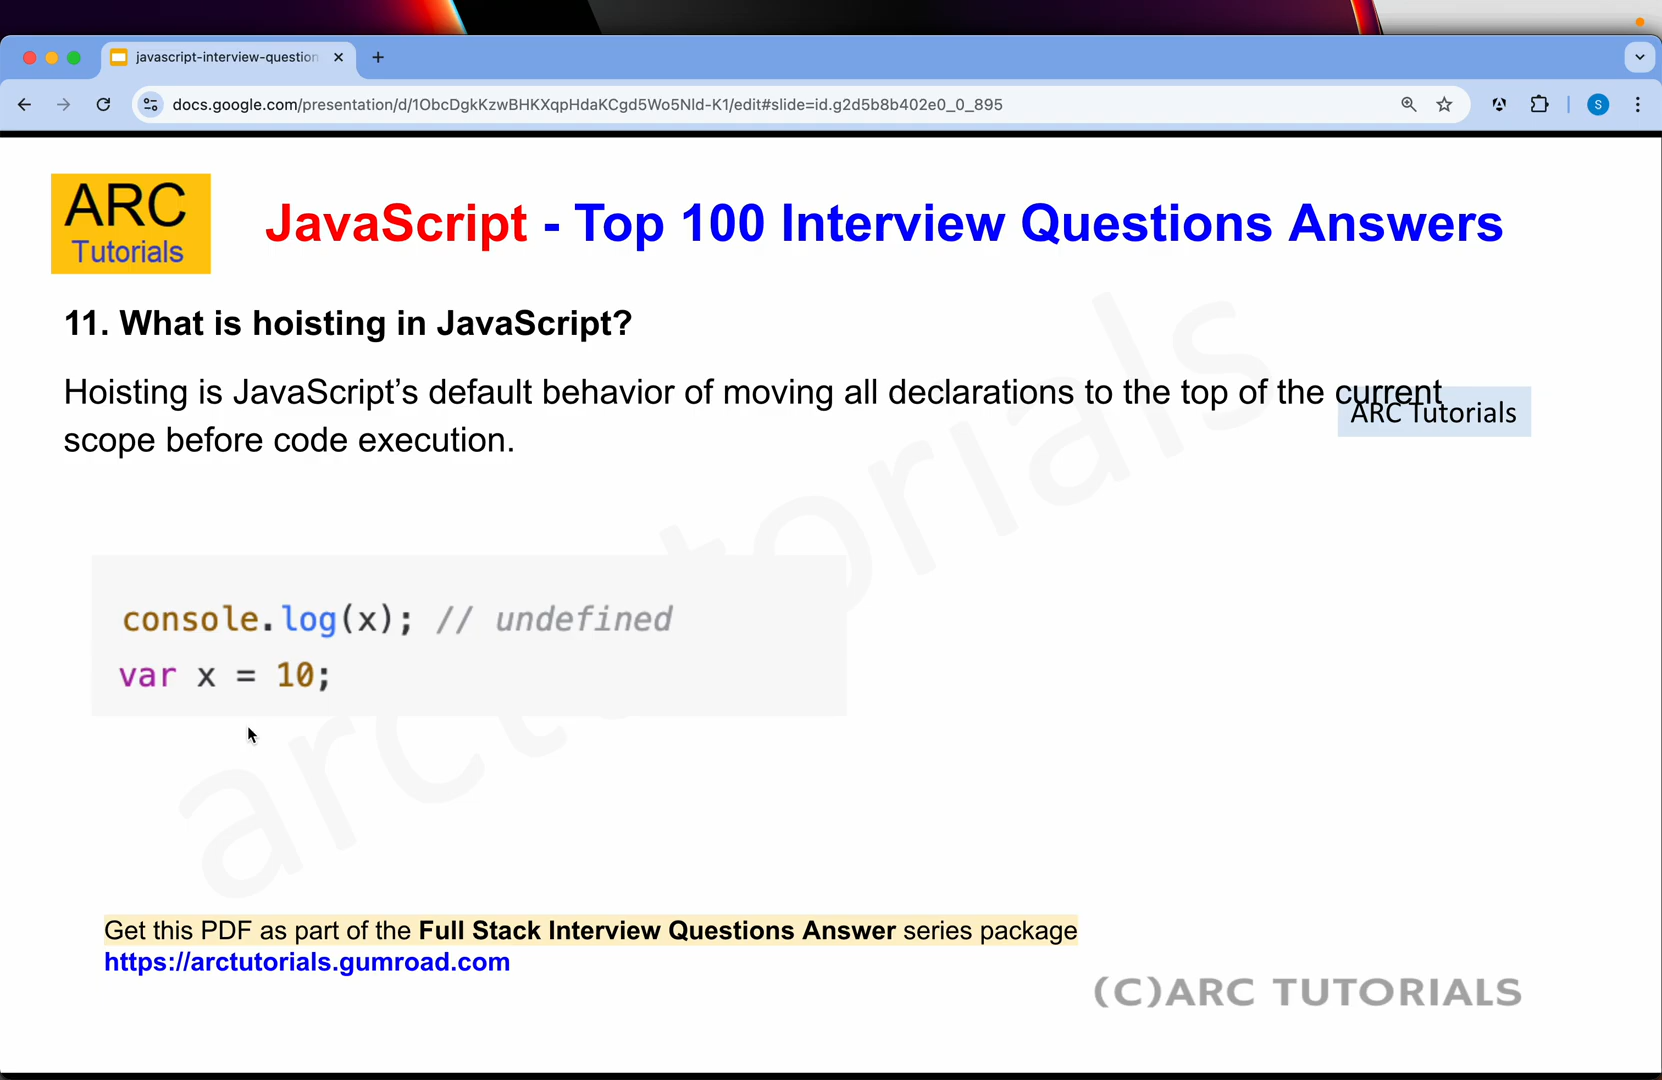 javascript-interview-question
docs.google.com/presentation/d/1ObcDgkKzwBHKXqpHdaKCgd5Wo5Nld-K1/edit#slide=id.g2d5b8b402e0_0_895
S
ARC
Tutorials
JavaScript - Top 100 Interview Questions Answers
11. What is hoisting in JavaScript?
Hoisting is JavaScript’s default behavior of moving all declarations to the top of the current
ARC Tutorials
scope before code execution.
arctutorials
console.log(x); // undefined
var x = 10;
Get this PDF as part of the Full Stack Interview Questions Answer series package
https://arctutorials.gumroad.com
(C)ARC TUTORIALS